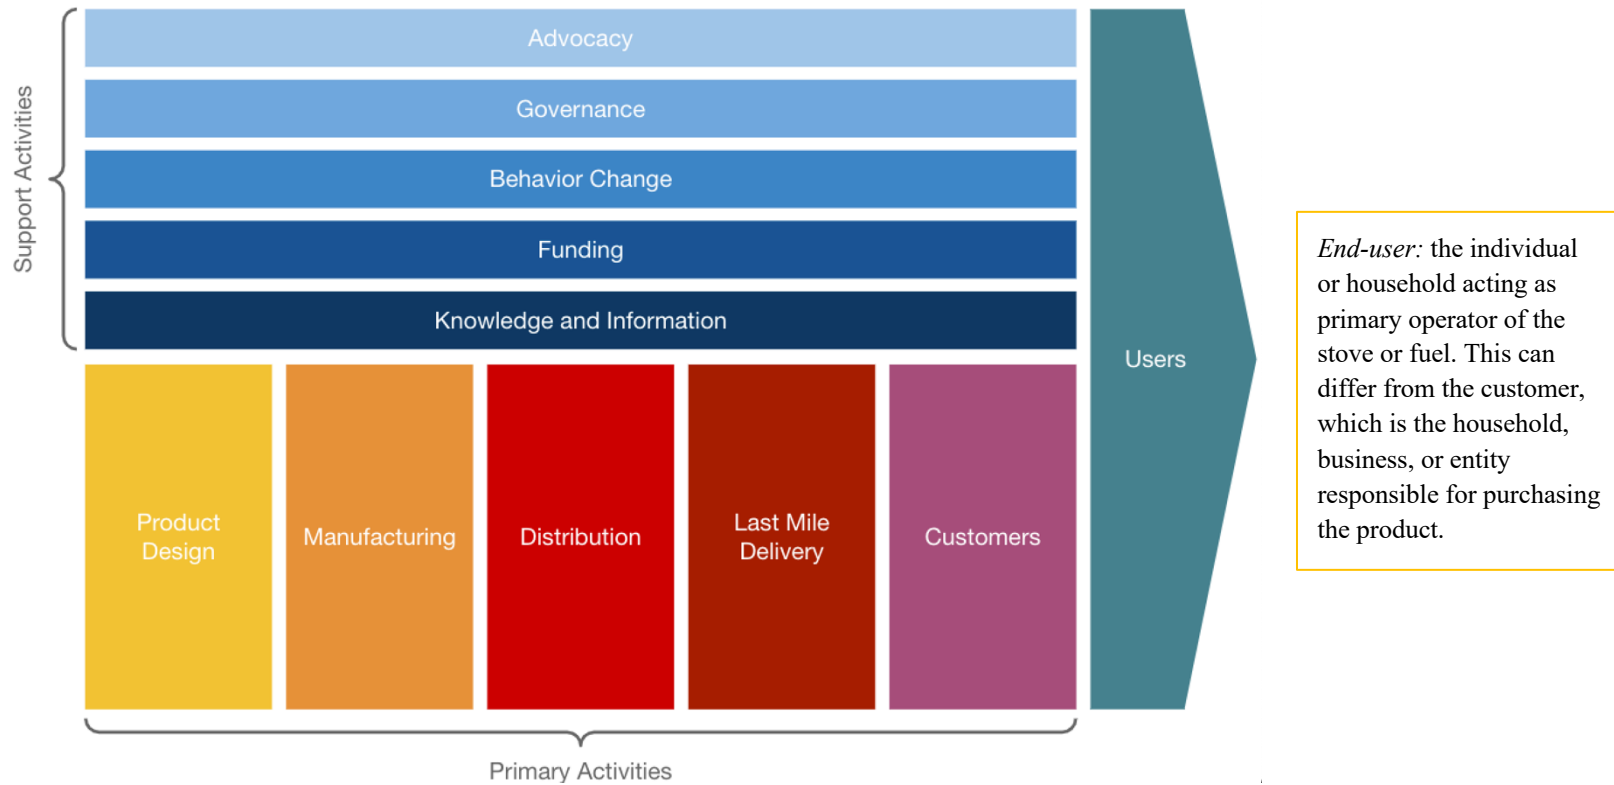 Support Activities
Advocacy
Governance
Behavior Change
Funding
Knowledge and Information
Product
Design
Manufacturing
Distribution
Last Mile
Delivery
Customers
Primary Activities
Users
End-user: the individual
or household acting as
primary operator of the
stove or fuel. This can
differ from the customer,
which is the household,
business, or entity
responsible for purchasing
the product.